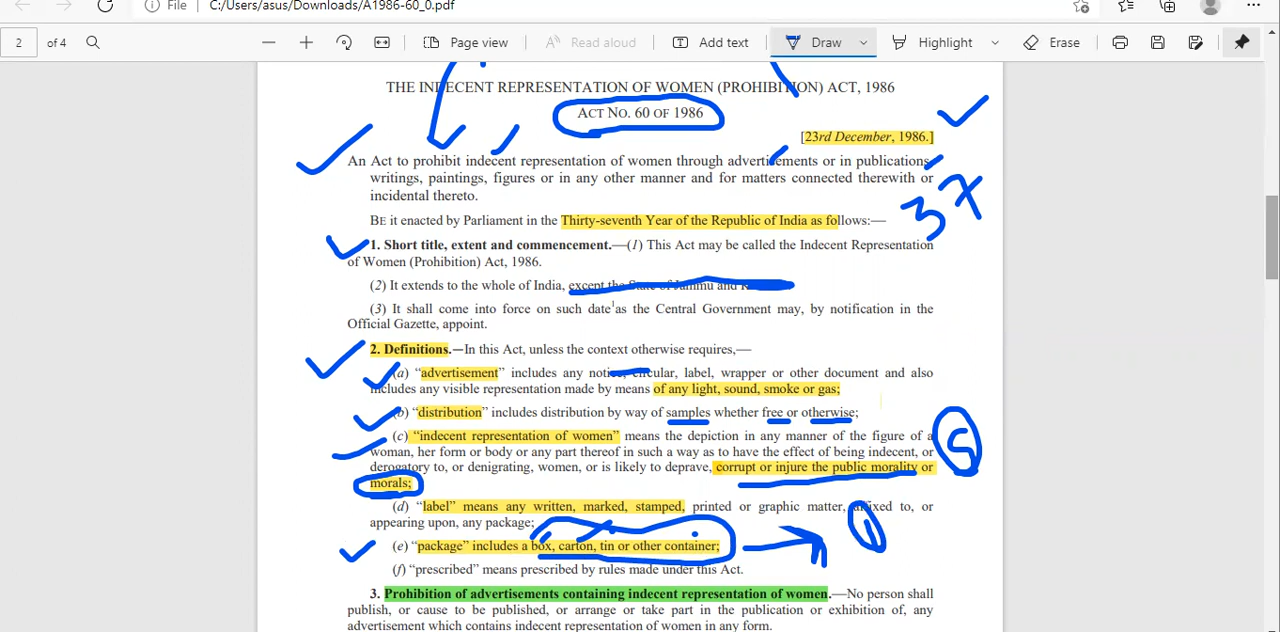 File
C:/Users/asus/Downloads/A1986-60_0.pdf
2 of 4
Page view
Read aloud
Add text
Draw
Highlight
Erase
THE INDECENT REPRESENTATION OF WOMEN (PROHIBITION) ACT, 1986
ACT NO. 60 OF 1986
[23rd December, 1986.]
An Act to prohibit indecent representation of women through advertisements or in publications,
writings, paintings, figures or in any other manner and for matters connected therewith or
incidental thereto.
37
BE it enacted by Parliament in the Thirty-seventh Year of the Republic of India as follows:—
1. Short title, extent and commencement.—(1) This Act may be called the Indecent Representation
of Women (Prohibition) Act, 1986.
(2) It extends to the whole of India, except the State of Jammu and
(3) It shall come into force on such date1 as the Central Government may, by notification in the
Official Gazette, appoint.
2. Definitions.—In this Act, unless the context otherwise requires,—
(a) “advertisement” includes any notice, circular, label, wrapper or other document and also
includes any visible representation made by means of any light, sound, smoke or gas;
(b) “distribution” includes distribution by way of samples whether free or otherwise;
(c) “indecent representation of women” means the depiction in any manner of the figure of a
woman, her form or body or any part thereof in such a way as to have the effect of being indecent, or
derogatory to, or denigrating, women, or is likely to deprave, corrupt or injure the public morality or
morals;
(d) “label” means any written, marked, stamped, printed or graphic matter, affixed to, or
appearing upon, any package;
(e) “package” includes a box, carton, tin or other container;
(f) “prescribed” means prescribed by rules made under this Act.
3. Prohibition of advertisements containing indecent representation of women.—No person shall
publish, or cause to be published, or arrange or take part in the publication or exhibition of, any
advertisement which contains indecent representation of women in any form.